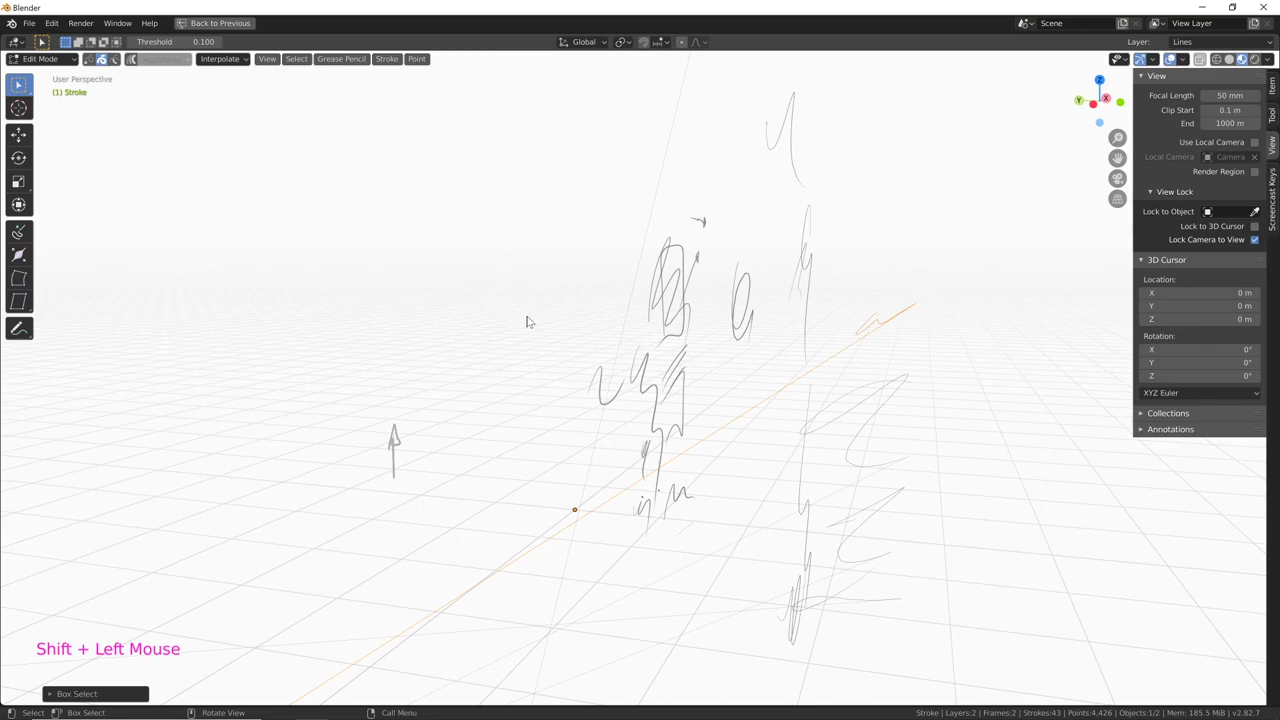 Blender
File Edit Render Window Help Back to Previous Scene View Layer
Threshold 0.100 Global Layer: Lines
Edit Mode Interpolate View Select Grease Pencil Stroke Point
User Perspective
(1) Stroke
Z
Y
X
View
Focal Length 50 mm
Clip Start 0.1 m
End 1000 m
Use Local Camera
Local Camera Camera
Render Region
View Lock
Lock to Object
Lock to 3D Cursor
Lock Camera to View
3D Cursor
Location:
X 0 m
Y 0 m
Z 0 m
Rotation:
X 0°
Y 0°
Z 0°
XYZ Euler
Collections
Annotations
Item
Tool
View
Screencast Keys
Shift + Left Mouse
Box Select
Select Box Select Rotate View Call Menu Stroke | Layers:2 | Frames:2 | Strokes:43 | Points:4,426 | Objects:1/2 | Mem: 185.5 MiB | v2.82.7